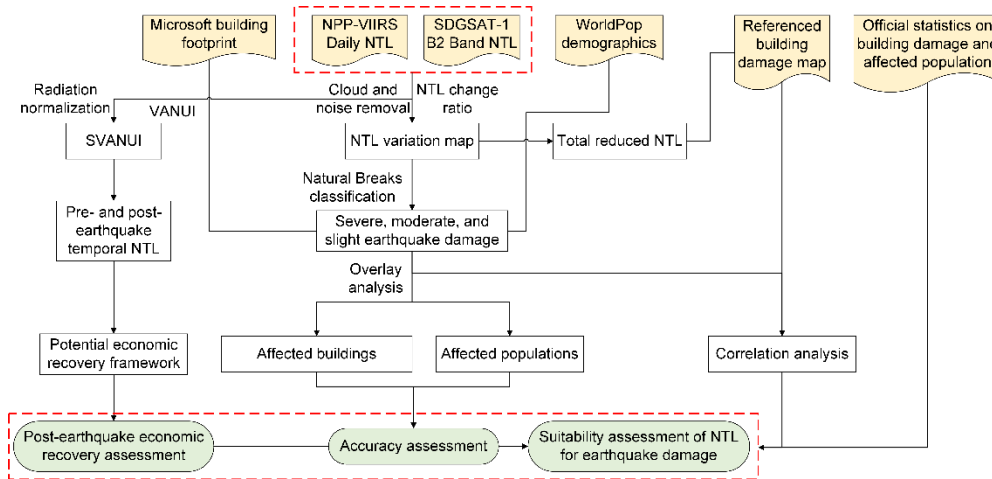 Microsoft building
footprint
NPP-VIIRS
Daily NTL
SDGSAT-1
B2 Band NTL
WorldPop
demographics
Referenced
building
damage map
Official statistics on
building damage and
affected population
Radiation
normalization
VANUI
Cloud and
noise removal
NTL change
ratio
SVANUI
NTL variation map
Total reduced NTL
Natural Breaks
classification
Pre- and post-
earthquake
temporal NTL
Severe, moderate, and
slight earthquake damage
Overlay
analysis
Potential economic
recovery framework
Affected buildings
Affected populations
Correlation analysis
Post-earthquake economic
recovery assessment
Accuracy assessment
Suitability assessment of NTL
for earthquake damage